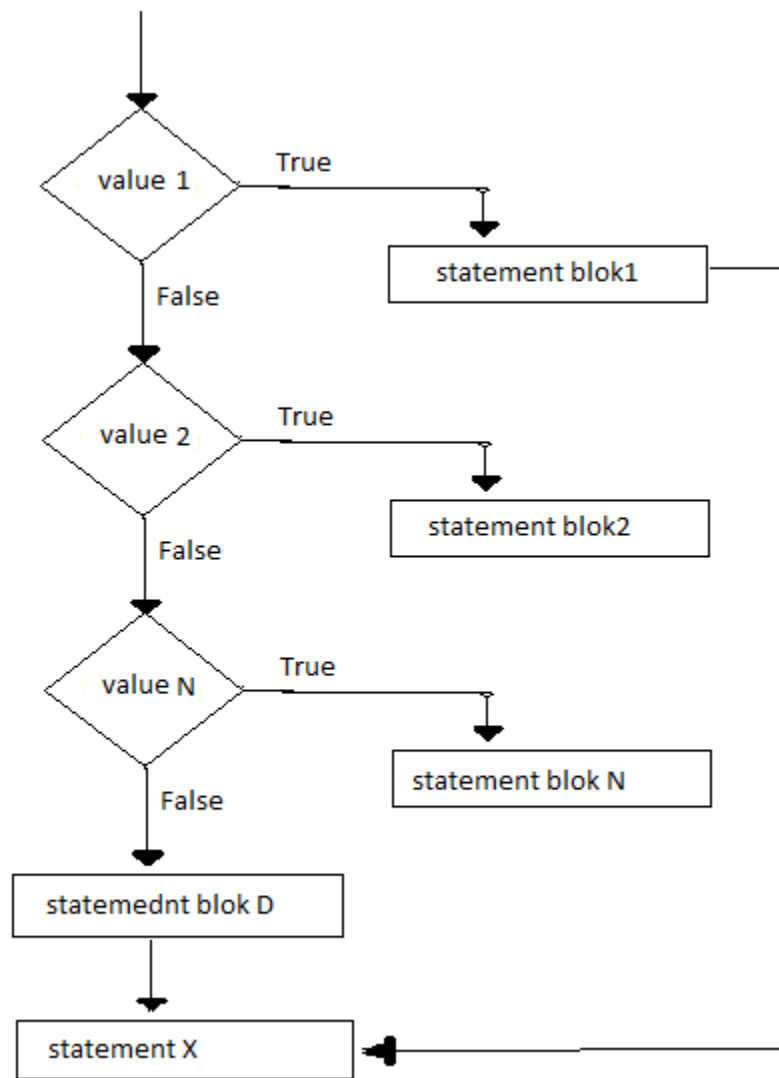 value 1
True
statement blok1
False
value 2
True
statement blok2
False
value N
True
statement blok N
False
statemednt blok D
statement X